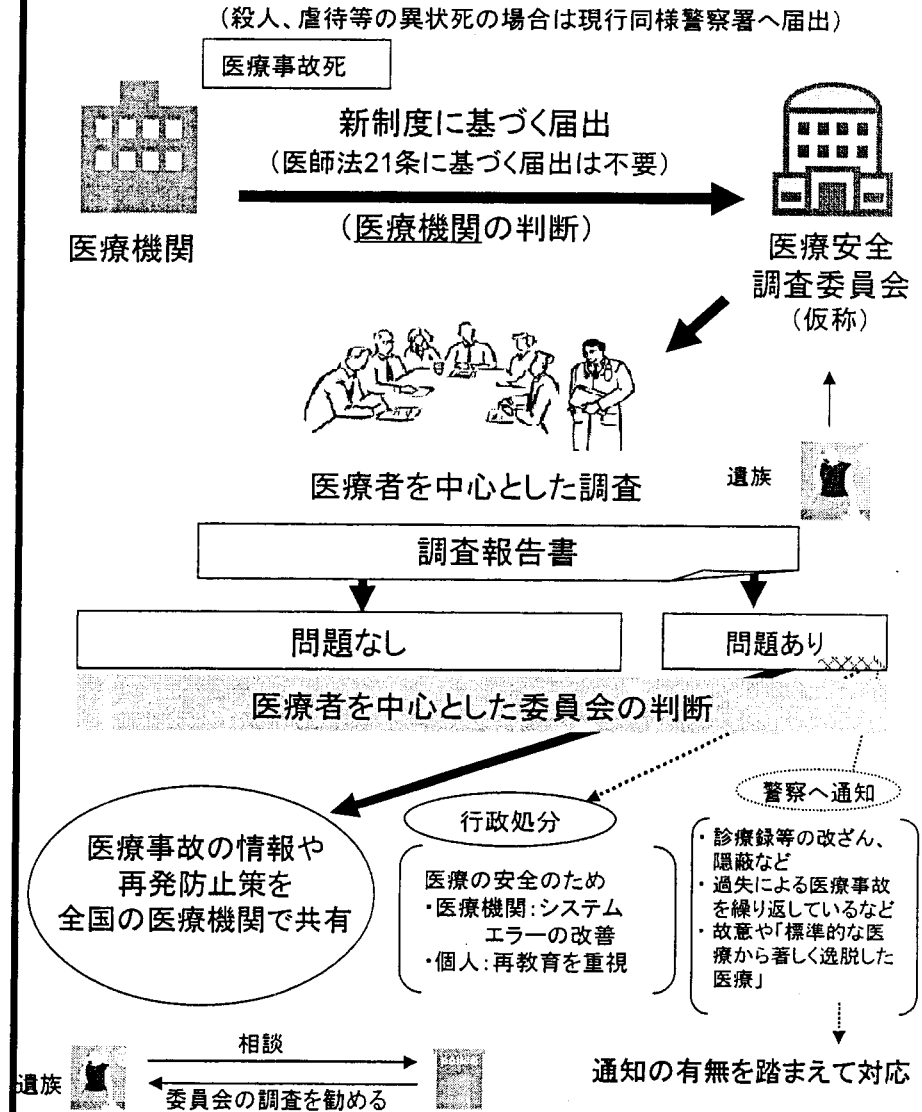 （殺人、虐待等の異状死の場合は現行同様警察署へ届出）
医療事故死
新制度に基づく届出
（医師法21条に基づく届出は不要）
（医療機関の判断）
医療機関
医療安全
調査委員会
（仮称）
医療者を中心とした調査
遺族
調査報告書
問題なし
問題あり
医療者を中心とした委員会の判断
医療事故の情報や
再発防止策を
全国の医療機関で共有
行政処分
医療の安全のため
・医療機関：システム
エラーの改善
・個人：再教育を重視
警察へ通知
・診療録等の改ざん、
隠蔽など
・過失による医療事故
を繰り返しているなど
・故意や「標準的な医
療から著しく逸脱した
医療」
通知の有無を踏まえて対応
遺族
相談
委員会の調査を勧める